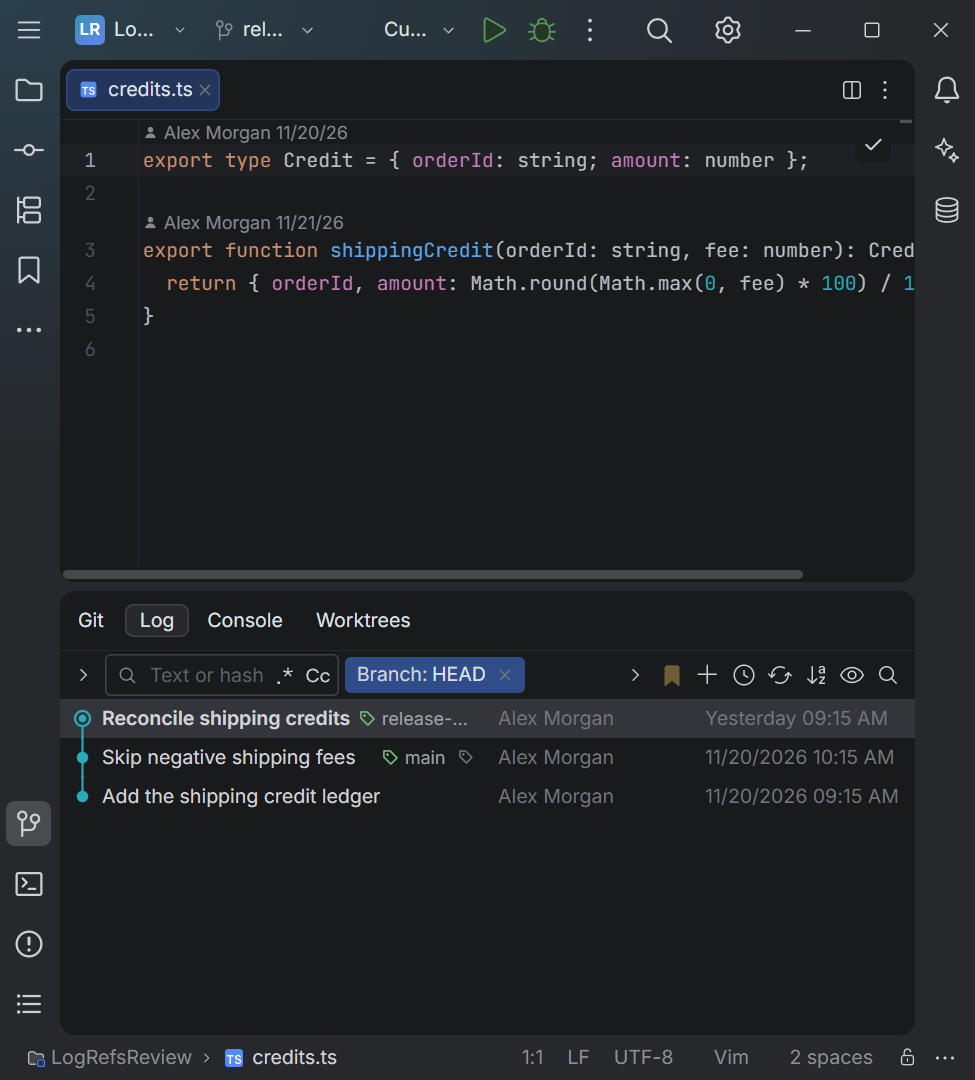 LR Lo... rel... Cu...
TS credits.ts
Alex Morgan 11/20/26
1 export type Credit = { orderId: string; amount: number };
2
Alex Morgan 11/21/26
3 export function shippingCredit(orderId: string, fee: number): Cred
4 return { orderId, amount: Math.round(Math.max(0, fee) * 100) / 1
5 }
6
Git Log Console Worktrees
Text or hash .* Cc Branch: HEAD
Reconcile shipping credits release-... Alex Morgan Yesterday 09:15 AM
Skip negative shipping fees main Alex Morgan 11/20/2026 10:15 AM
Add the shipping credit ledger Alex Morgan 11/20/2026 09:15 AM
LogRefsReview › TS credits.ts 1:1 LF UTF-8 Vim 2 spaces